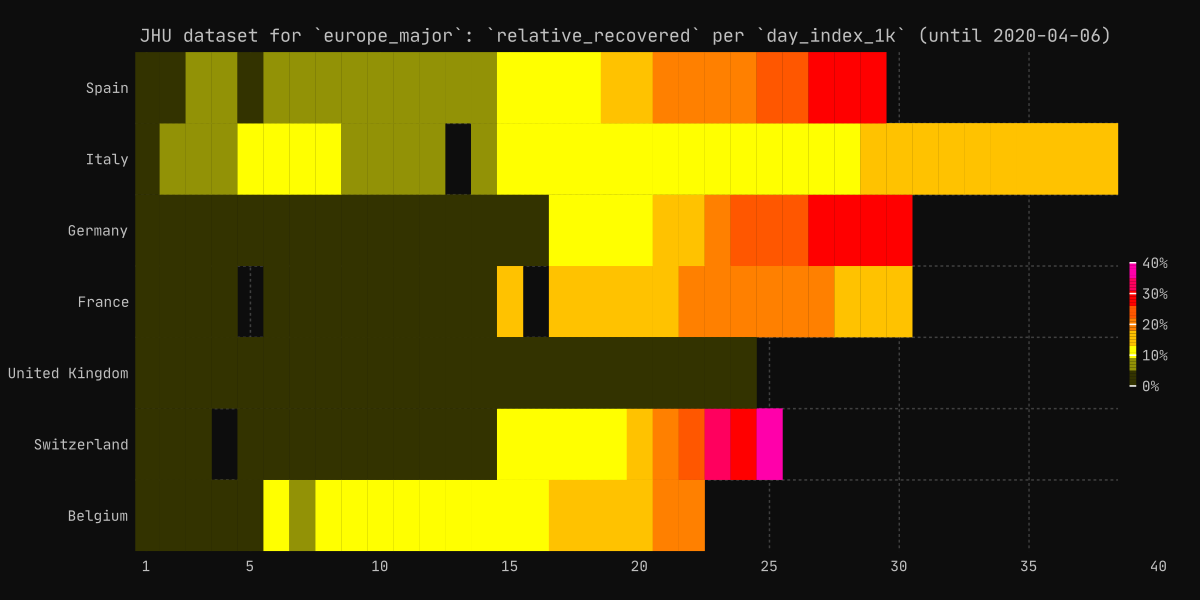 JHU dataset for `europe_major`: `relative_recovered` per `day_index_1k` (until 2020-04-06)
Spain
Italy
Germany
France
United Kingdom
Switzerland
Belgium
40%
30%
20%
10%
0%
1 5 10 15 20 25 30 35 40